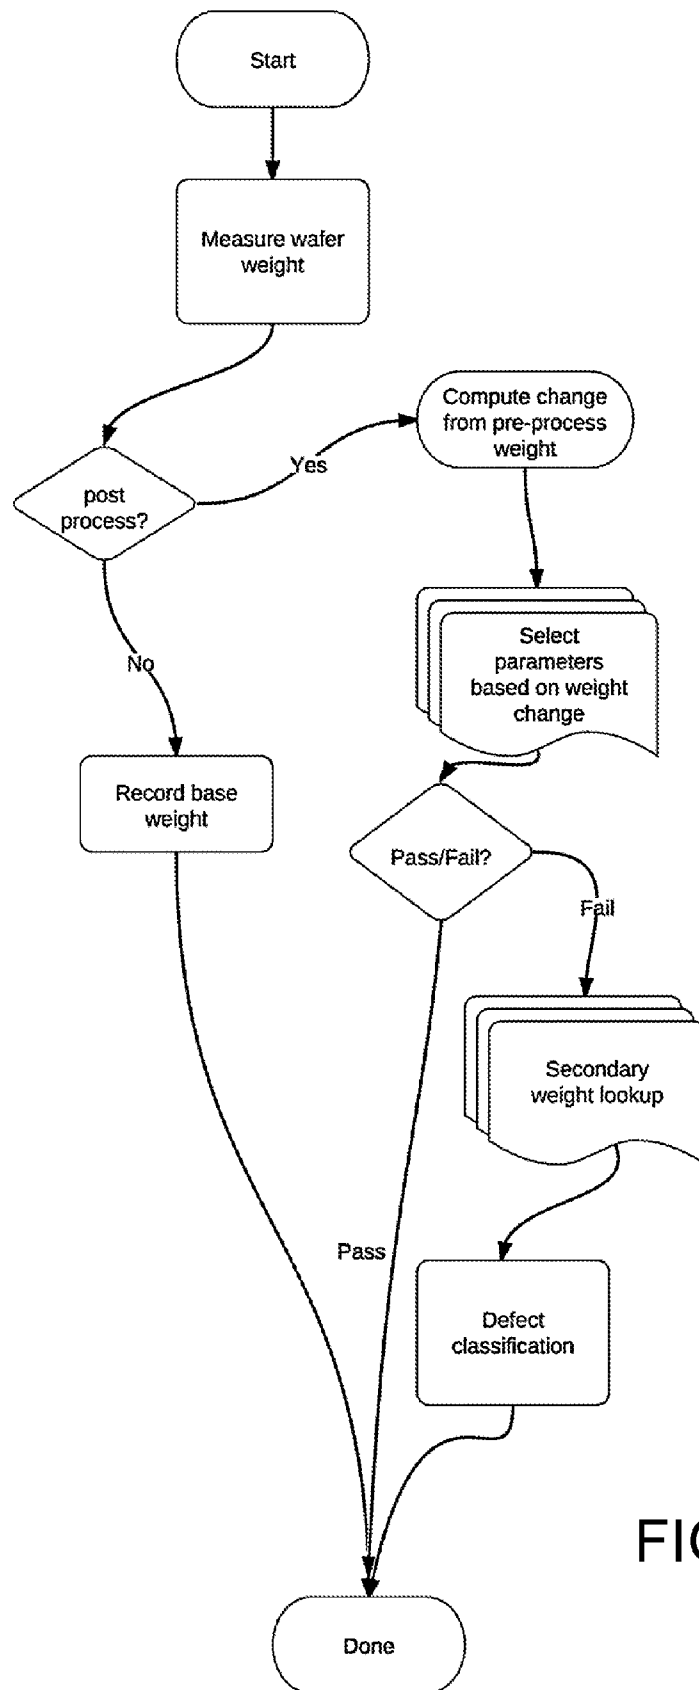 Start
Measure wafer
weight
Compute change
from pre-process
weight
Yes
post
process?
Select
parameters
based on weight
change
No
Record base
weight
Pass/Fail?
Fail
Secondary
weight lookup
Pass
Defect
classification
FIG
Done